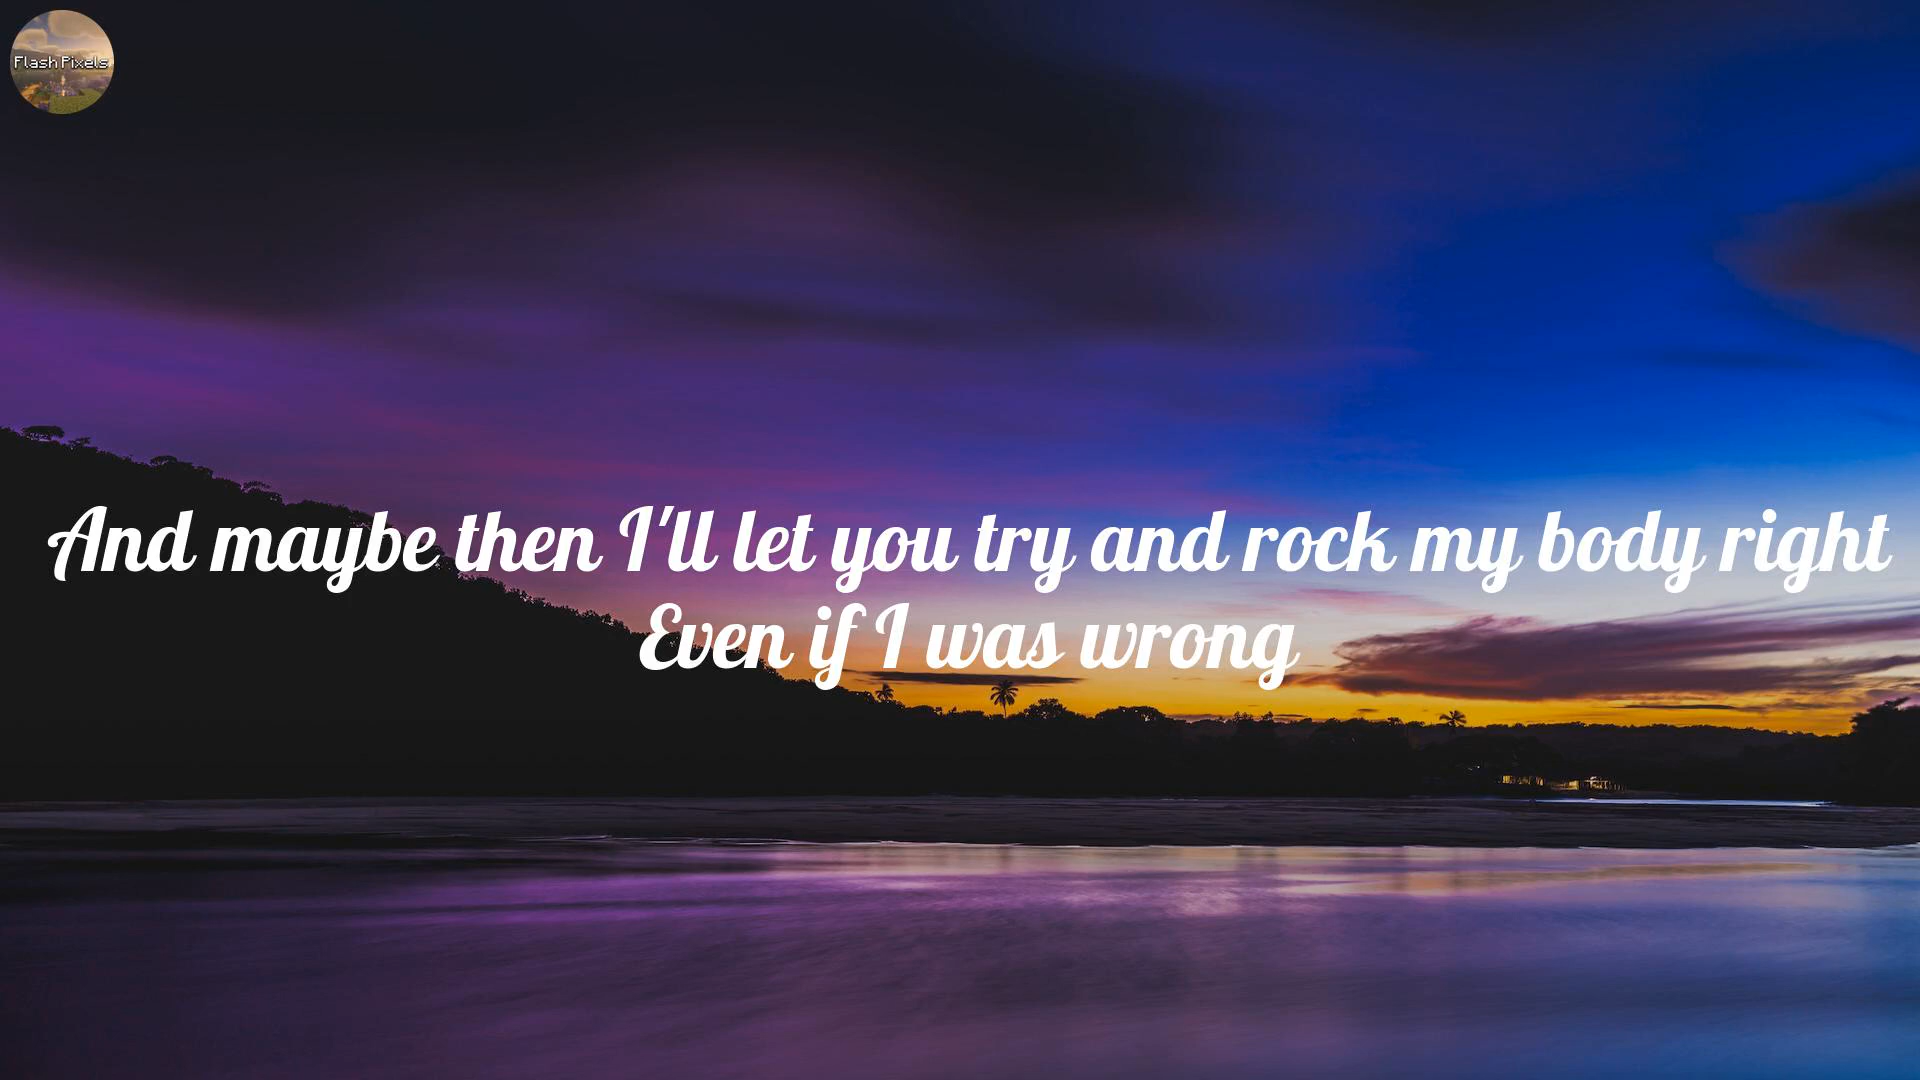 Flash Pixels
And maybe then I'll let you try and rock my body right
Even if I was wrong